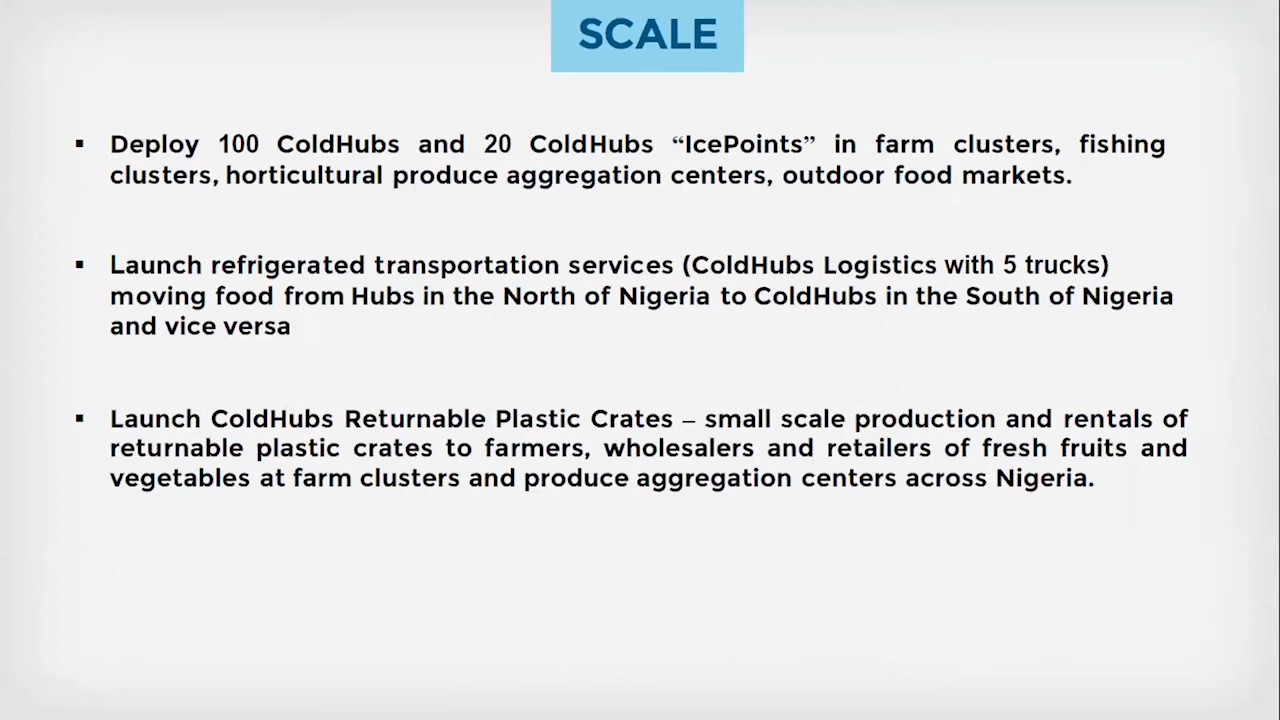 SCALE
▪ Deploy 100 ColdHubs and 20 ColdHubs “IcePoints” in farm clusters, fishing
clusters, horticultural produce aggregation centers, outdoor food markets.
▪ Launch refrigerated transportation services (ColdHubs Logistics with 5 trucks)
moving food from Hubs in the North of Nigeria to ColdHubs in the South of Nigeria
and vice versa
▪ Launch ColdHubs Returnable Plastic Crates – small scale production and rentals of
returnable plastic crates to farmers, wholesalers and retailers of fresh fruits and
vegetables at farm clusters and produce aggregation centers across Nigeria.